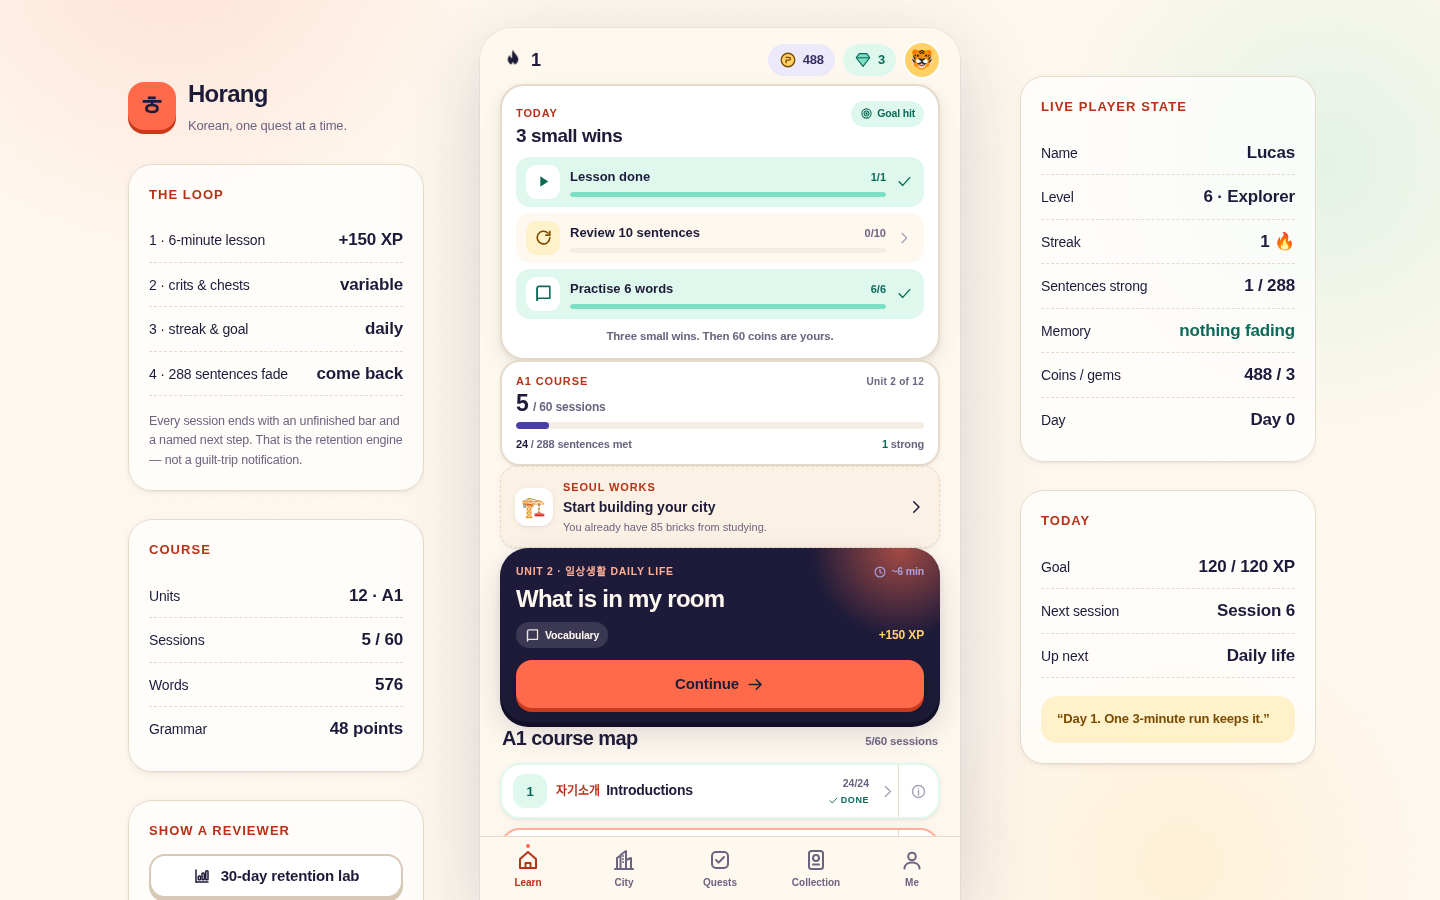 호
Horang
Korean, one quest at a time.
THE LOOP
1 · 6-minute lesson +150 XP
2 · crits & chests variable
3 · streak & goal daily
4 · 288 sentences fade come back
Every session ends with an unfinished bar and
a named next step. That is the retention engine
— not a guilt-trip notification.
COURSE
Units 12 · A1
Sessions 5 / 60
Words 576
Grammar 48 points
SHOW A REVIEWER
30-day retention lab
1 488 3
TODAY Goal hit
3 small wins
Lesson done 1/1
Review 10 sentences 0/10
Practise 6 words 6/6
Three small wins. Then 60 coins are yours.
A1 COURSE Unit 2 of 12
5 / 60 sessions
24 / 288 sentences met 1 strong
SEOUL WORKS
Start building your city
You already have 85 bricks from studying.
UNIT 2 · 일상생활 DAILY LIFE ~6 min
What is in my room
Vocabulary +150 XP
Continue
A1 course map 5/60 sessions
1 자기소개 Introductions 24/24
DONE
Learn City Quests Collection Me
LIVE PLAYER STATE
Name Lucas
Level 6 · Explorer
Streak 1 🔥
Sentences strong 1 / 288
Memory nothing fading
Coins / gems 488 / 3
Day Day 0
TODAY
Goal 120 / 120 XP
Next session Session 6
Up next Daily life
“Day 1. One 3-minute run keeps it.”